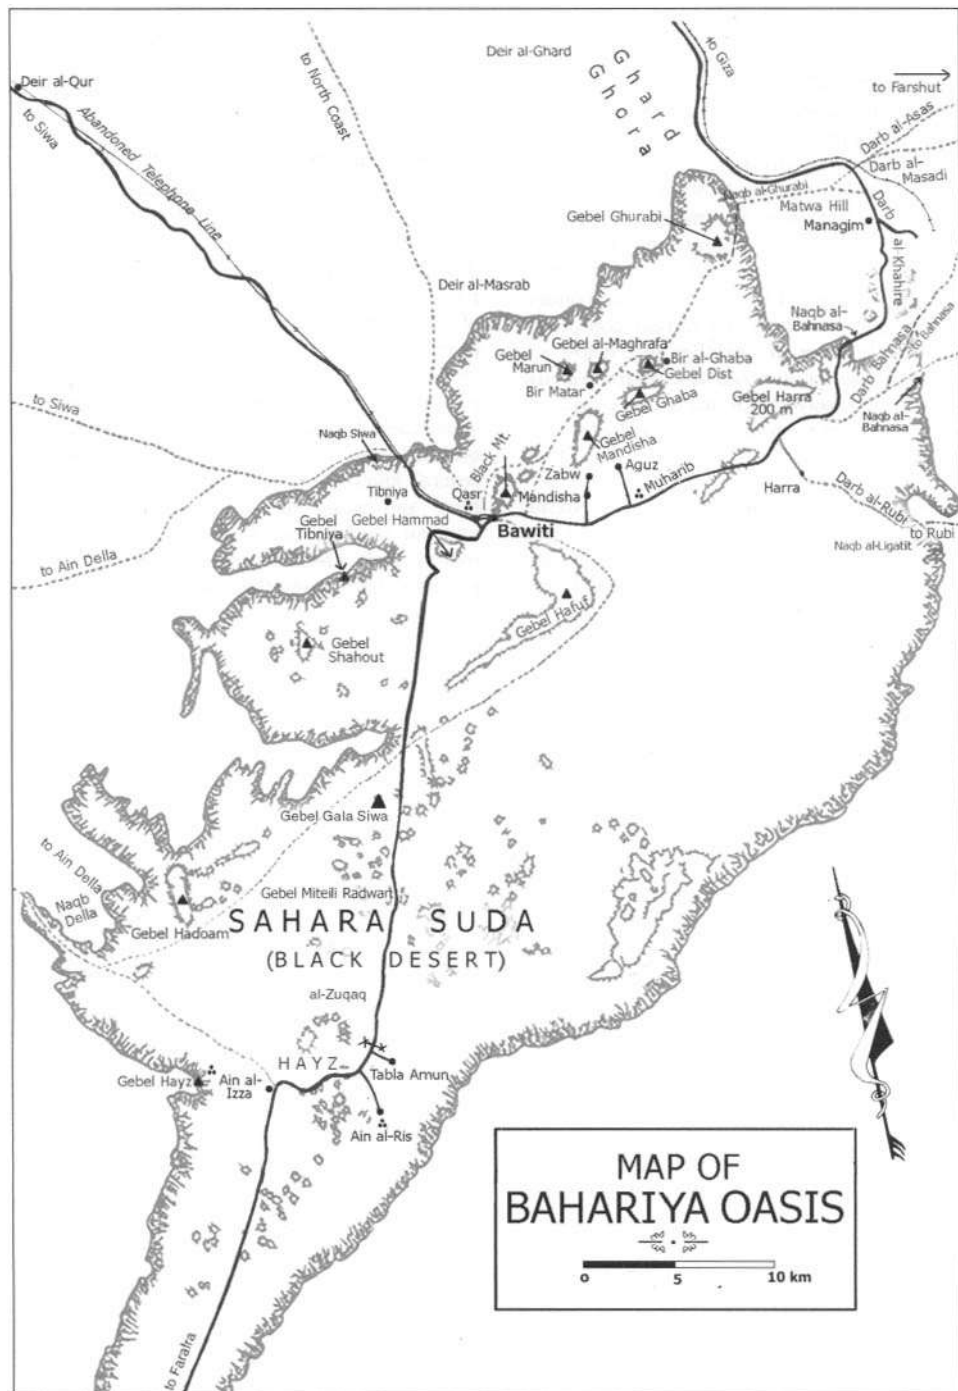 Deir al-Ghard
Ghard
Ghora
to Giza
to Farshut
Deir al-Qur
to Siwa
Abandoned Telephone Line
to North Coast
Darb al-Asas
Darb al-
Masadi
Naqb al-Ghurabi
Matwa Hill
Managim
Darb
al-Khahire
Gebel Ghurabi
Deir al-Masrab
Naqb al-
Bahnasa
to Bahnasa
Darb Bahnasa
Gebel al-Maghrafa
Gebel
Marun
Bir al-Ghaba
Gebel Dist
Bir Matar
Gebel Ghaba
Gebel Harra
200 m
Naqb al-
Bahnasa
to Siwa
Naqb Siwa
Black Mt.
Gebel
Mandisha
Zabw
Aguz
Tibniya
Qasr
Mandisha
Muharib
Harra
Darb al-Rubi
to Rubi
Naqb al-Ligatit
Gebel Hammad
Bawiti
Gebel
Tibniya
to Ain Della
Gebel Hafuf
Gebel
Shahout
Gebel Gala Siwa
to Ain Della
Naqb
Della
Gebel Miteili Radwan
Gebel Hadoam
SAHARA SUDA
(BLACK DESERT)
al-Zuqaq
HAYZ
Tabla Amun
Gebel Hayz
Ain al-
Izza
Ain al-Ris
to Farafra
MAP OF
BAHARIYA OASIS
0 5 10 km